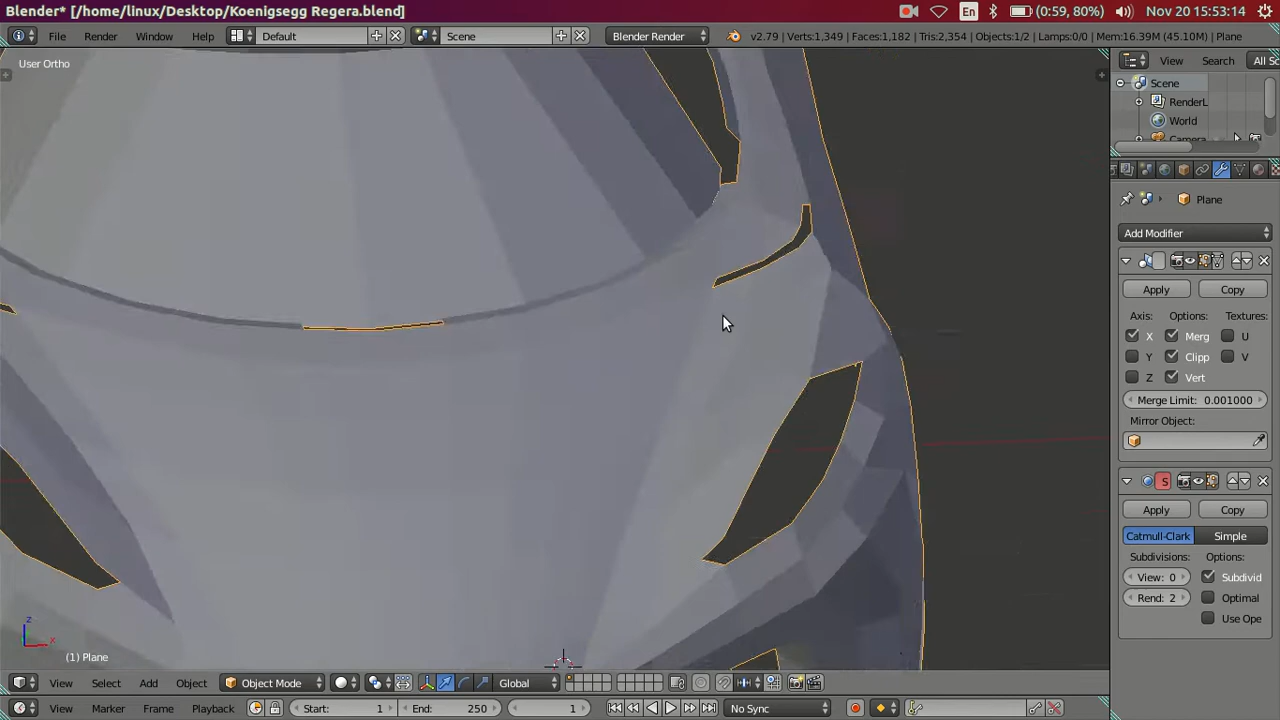 Blender* [/home/linux/Desktop/Koenigsegg Regera.blend] En (0:59, 80%) Nov 20 15:53:14
File Render Window Help Default Scene Blender Render v2.79 | Verts:1,349 | Faces:1,182 | Tris:2,354 | Objects:1/2 | Lamps:0/0 | Mem:16.39M (45.10M) | Plane
User Ortho
View Search All Sc
Scene
RenderL
World
Camera
Plane
Add Modifier
Apply Copy
Axis: Options: Textures:
X Merg U
Y Clipp V
Z Vert
Merge Limit: 0.001000
Mirror Object:
S
Apply Copy
Catmull-Clark Simple
Subdivisions: Options:
View: 0 Subdivid
Rend: 2 Optimal
Use Ope
z
x
(1) Plane
View Select Add Object Object Mode Global
View Marker Frame Playback Start: 1 End: 250 1 No Sync